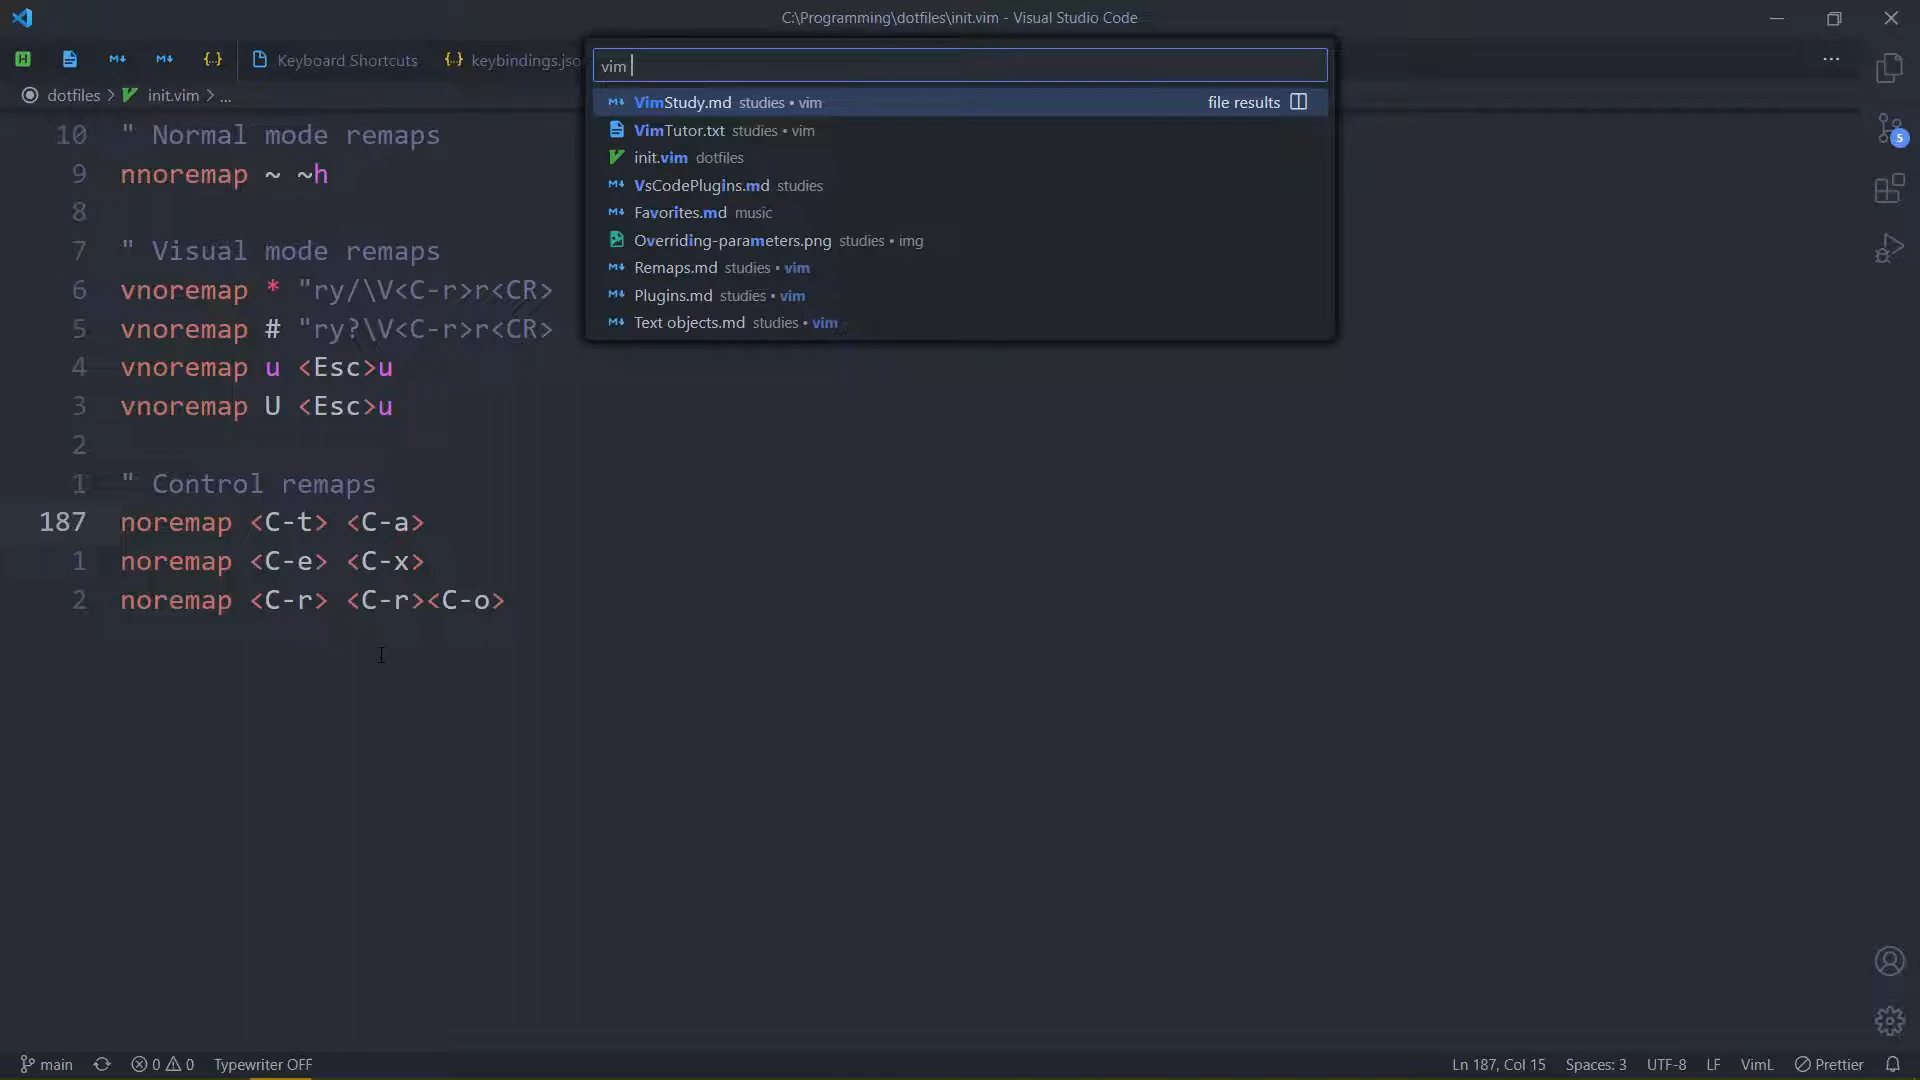 C:\Programming\dotfiles\init.vim - Visual Studio Code
Keyboard Shortcuts
keybindings.jso
dotfiles > init.vim > ...
vim
VimStudy.md studies • vim file results
VimTutor.txt studies • vim
init.vim dotfiles
VsCodePlugins.md studies
Favorites.md music
Overriding-parameters.png studies • img
Remaps.md studies • vim
Plugins.md studies • vim
Text objects.md studies • vim
5
10 " Normal mode remaps
9 nnoremap ~ ~h
8
7 " Visual mode remaps
6 vnoremap * "ry/\V<C-r>r<CR>
5 vnoremap # "ry?\V<C-r>r<CR>
4 vnoremap u <Esc>u
3 vnoremap U <Esc>u
2
1 " Control remaps
187 noremap <C-t> <C-a>
1 noremap <C-e> <C-x>
2 noremap <C-r> <C-r><C-o>
main 0 0 Typewriter OFF Ln 187, Col 15 Spaces: 3 UTF-8 LF VimL Prettier